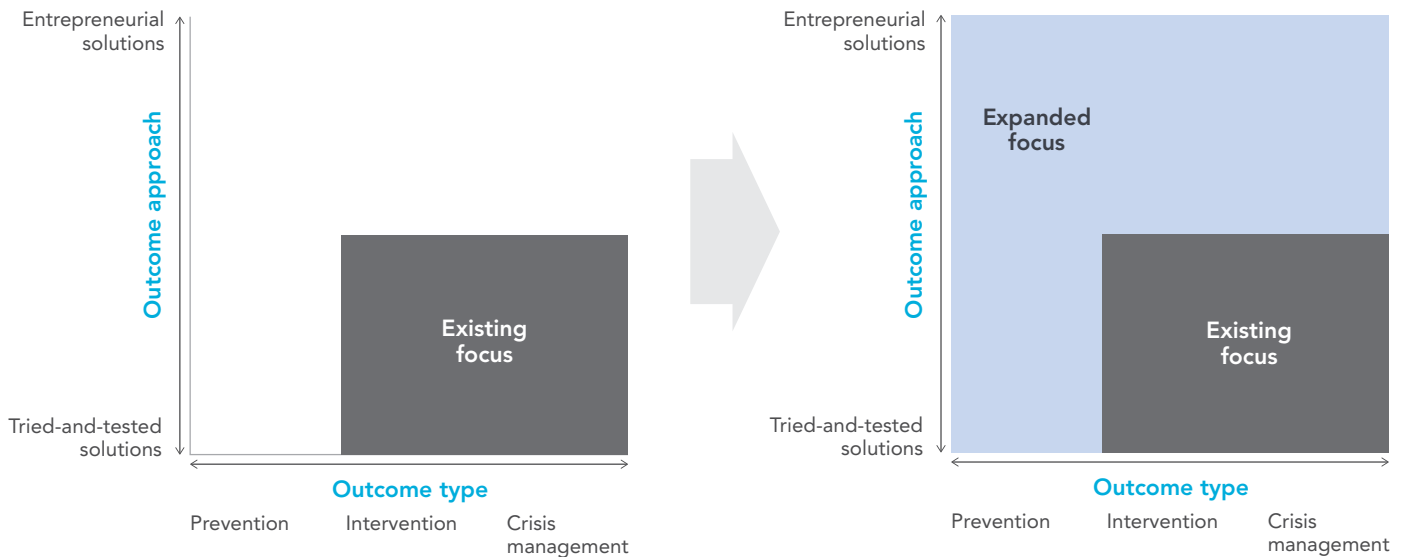 Entrepreneurial
solutions
Outcome approach
Existing
focus
Tried-and-tested
solutions
Outcome type
Prevention
Intervention
Crisis
management
Entrepreneurial
solutions
Outcome approach
Expanded
focus
Existing
focus
Tried-and-tested
solutions
Outcome type
Prevention
Intervention
Crisis
management